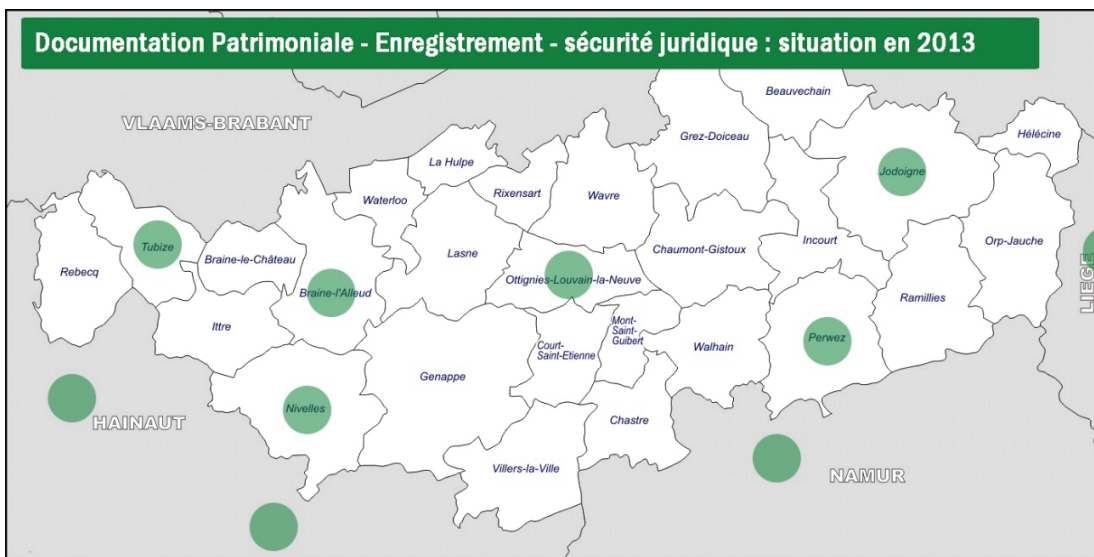 Documentation Patrimoniale - Enregistrement - sécurité juridique : situation en 2013
Beauvechain
VLAAMS-BRABANT
Grez-Doiceau
Hélécine
La Hulpe
Jodoigne
Rixensart
Wavre
Waterloo
Tubize
Incourt
Orp-Jauche
Chaumont-Gistoux
Lasne
Braine-le-Château
Rebecq
Ottignies-Louvain-la-Neuve
LIEGE
Braine-l'Alleud
Ramillies
Ittre
Mont-
Saint-
Guibert
Perwez
Court-
Saint-Etienne
Walhain
Genappe
Nivelles
HAINAUT
Chastre
Villers-la-Ville
NAMUR